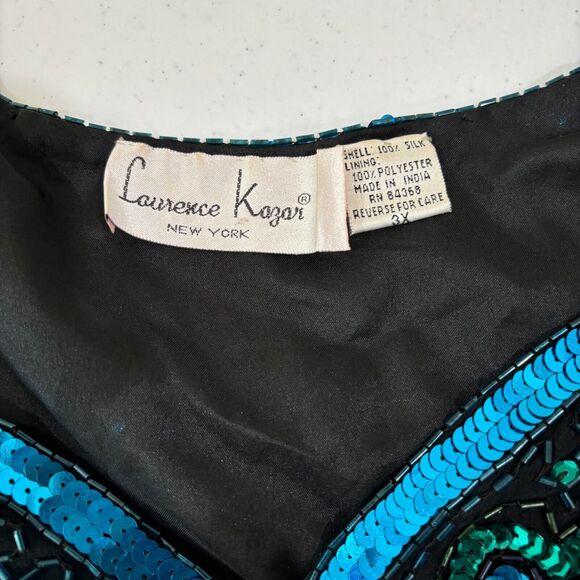 Laurence Kazar®
NEW YORK
SHELL: 100% SILK
LINING:
100% POLYESTER
MADE IN INDIA
RN 84368
REVERSE FOR CARE
3X